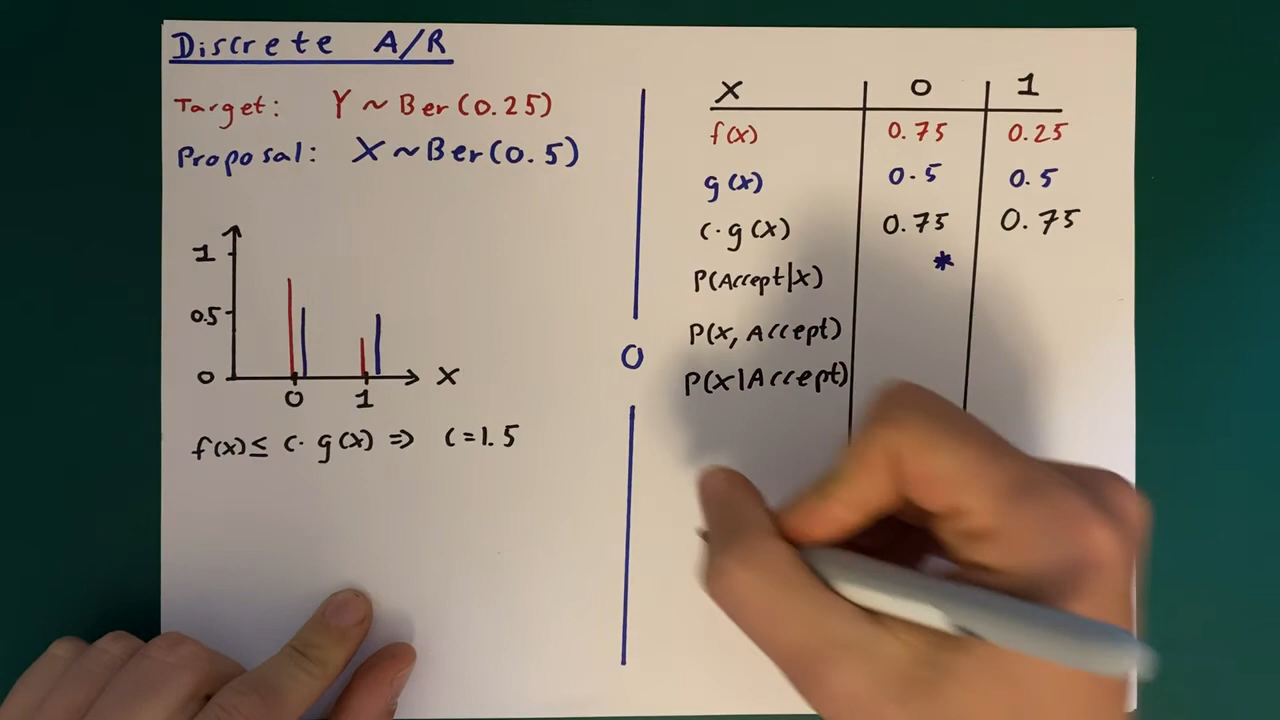 Discrete A/R
Target: Y ~ Ber(0.25)
Proposal: X ~ Ber(0.5)
1
0.5
0
0 1
X
f(x) ≤ c · g(x) => c = 1.5
0
X 0 1
f(x) 0.75 0.25
g(x) 0.5 0.5
c · g(x) 0.75 0.75
*
P(Accept|x)
P(x, Accept)
P(x|Accept)